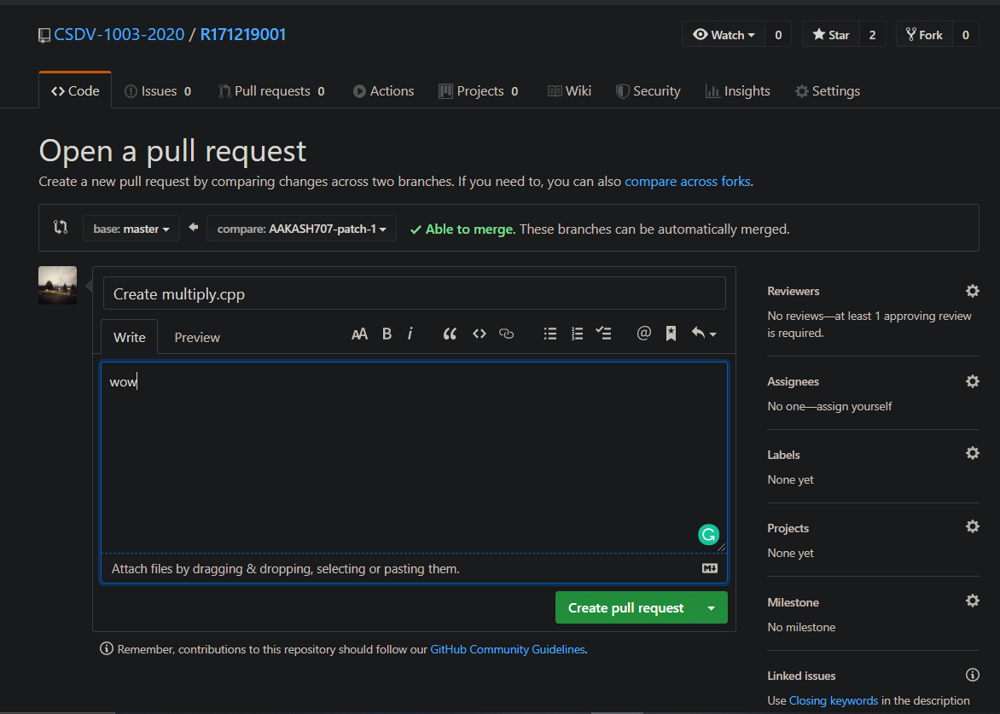 CSDV-1003-2020 / R171219001
Watch 0 Star 2 Fork 0
Code Issues 0 Pull requests 0 Actions Projects 0 Wiki Security Insights Settings
Open a pull request
Create a new pull request by comparing changes across two branches. If you need to, you can also compare across forks.
base: master compare: AAKASH707-patch-1 Able to merge. These branches can be automatically merged.
Create multiply.cpp
Write Preview AA B i @
wow
G
Attach files by dragging & dropping, selecting or pasting them.
Create pull request
Remember, contributions to this repository should follow our GitHub Community Guidelines.
Reviewers
No reviews—at least 1 approving review
is required.
Assignees
No one—assign yourself
Labels
None yet
Projects
None yet
Milestone
No milestone
Linked issues
Use Closing keywords in the description